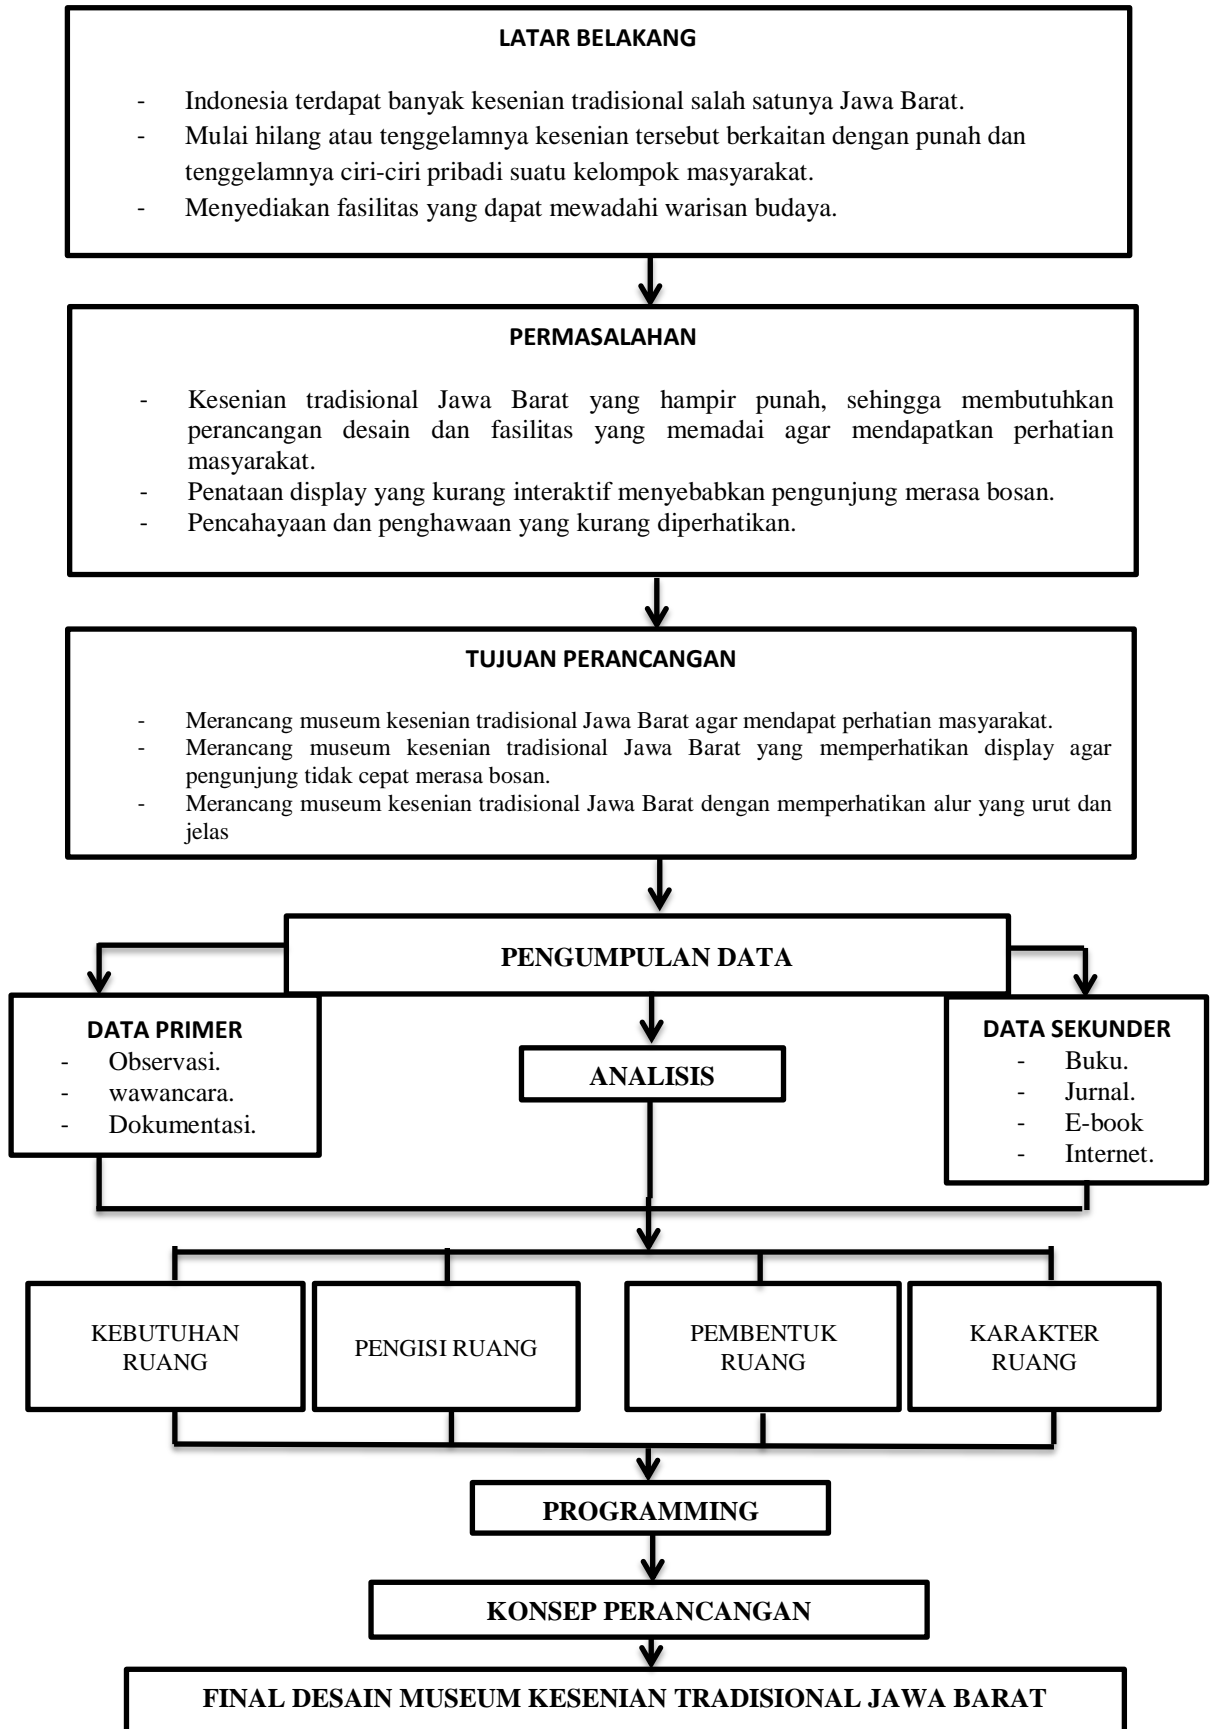 LATAR BELAKANG
- Indonesia terdapat banyak kesenian tradisional salah satunya Jawa Barat.
- Mulai hilang atau tenggelamnya kesenian tersebut berkaitan dengan punah dan
tenggelamnya ciri-ciri pribadi suatu kelompok masyarakat.
- Menyediakan fasilitas yang dapat mewadahi warisan budaya.
PERMASALAHAN
- Kesenian tradisional Jawa Barat yang hampir punah, sehingga membutuhkan
perancangan desain dan fasilitas yang memadai agar mendapatkan perhatian
masyarakat.
- Penataan display yang kurang interaktif menyebabkan pengunjung merasa bosan.
- Pencahayaan dan penghawaan yang kurang diperhatikan.
TUJUAN PERANCANGAN
- Merancang museum kesenian tradisional Jawa Barat agar mendapat perhatian masyarakat.
- Merancang museum kesenian tradisional Jawa Barat yang memperhatikan display agar
pengunjung tidak cepat merasa bosan.
- Merancang museum kesenian tradisional Jawa Barat dengan memperhatikan alur yang urut dan
jelas
PENGUMPULAN DATA
DATA PRIMER
- Observasi.
- wawancara.
- Dokumentasi.
ANALISIS
DATA SEKUNDER
- Buku.
- Jurnal.
- E-book
- Internet.
KEBUTUHAN
RUANG
PENGISI RUANG
PEMBENTUK
RUANG
KARAKTER
RUANG
PROGRAMMING
KONSEP PERANCANGAN
FINAL DESAIN MUSEUM KESENIAN TRADISIONAL JAWA BARAT